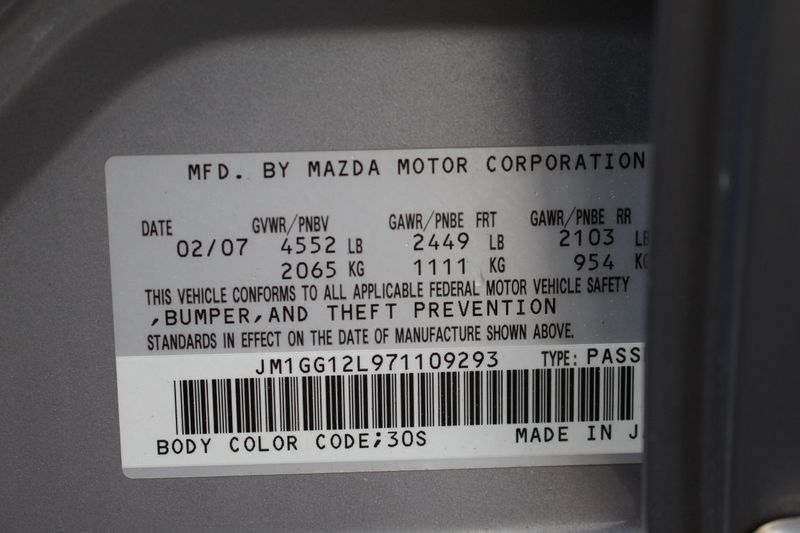 MFD. BY MAZDA MOTOR CORPORATION
DATE GVWR/PNBV GAWR/PNBE FRT GAWR/PNBE RR
02/07 4552 LB 2449 LB 2103 LB
2065 KG 1111 KG 954 KG
THIS VEHICLE CONFORMS TO ALL APPLICABLE FEDERAL MOTOR VEHICLE SAFETY
,BUMPER,AND THEFT PREVENTION
STANDARDS IN EFFECT ON THE DATE OF MANUFACTURE SHOWN ABOVE.
JM1GG12L971109293 TYPE: PASS
BODY COLOR CODE;30S MADE IN J